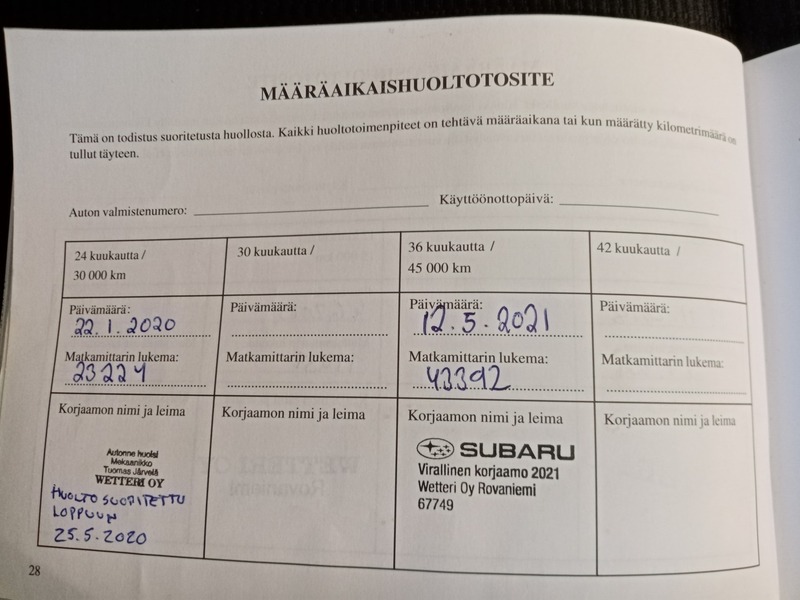 MÄÄRÄAIKAISHUOLTOTOSITE
Tämä on todistus suoritetusta huollosta. Kaikki huoltotoimenpiteet on tehtävä määräaikana tai kun määrätty kilometrimäärä on
tullut täyteen.
Auton valmistenumero:
Käyttöönottopäivä:
24 kuukautta /
30 000 km
30 kuukautta /
36 kuukautta /
45 000 km
42 kuukautta /
Päivämäärä:
22.1.2020
Päivämäärä:
Päivämäärä:
12.5.2021
Päivämäärä:
Matkamittarin lukema:
23224
Matkamittarin lukema:
Matkamittarin lukema:
43392
Matkamittarin lukema:
Korjaamon nimi ja leima
Autonne huolsi
Mekaanikko
Tuomas Järvelä
WETTERI OY
HUOLTO SUORITETTU
LOPPUUN
25.5.2020
Korjaamon nimi ja leima
Korjaamon nimi ja leima
SUBARU
Virallinen korjaamo 2021
Wetteri Oy Rovaniemi
67749
Korjaamon nimi ja leima
28